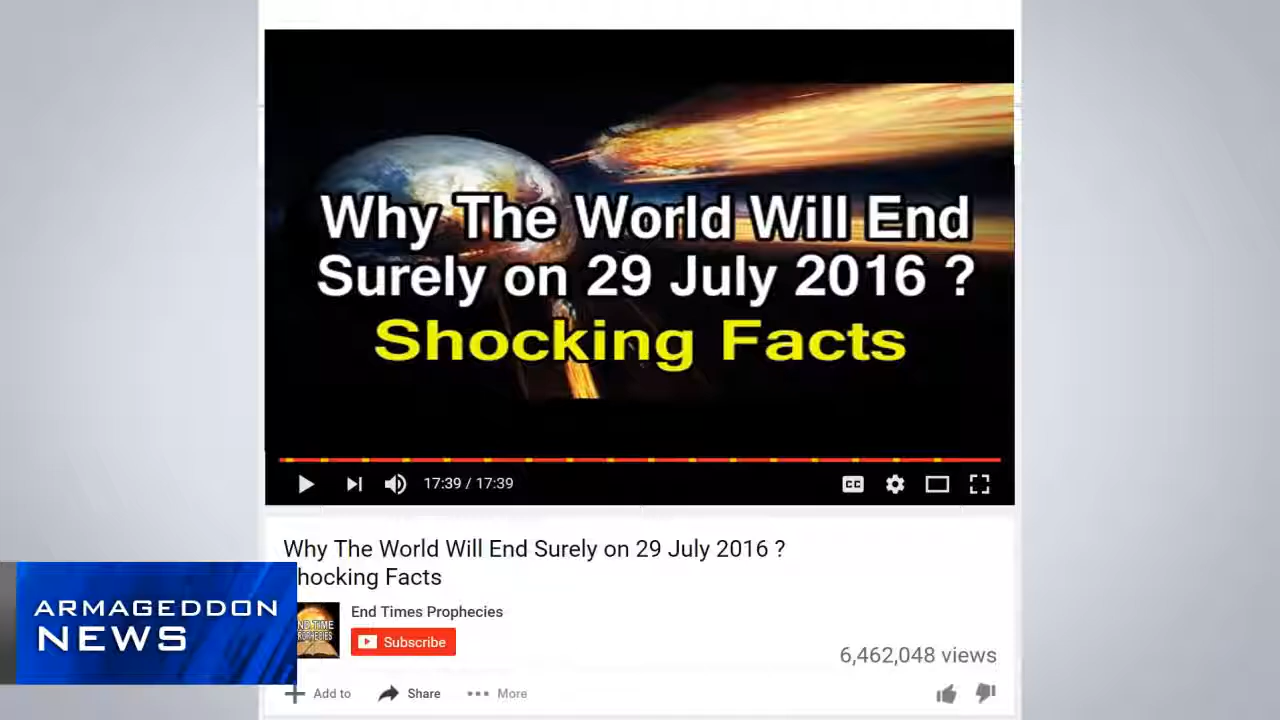 Why The World Will End
Surely on 29 July 2016 ?
Shocking Facts
17:39 / 17:39
CC
Why The World Will End Surely on 29 July 2016 ?
hocking Facts
End Times Prophecies
Subscribe
6,462,048 views
Add to
Share
More
ARMAGEDDON
NEWS